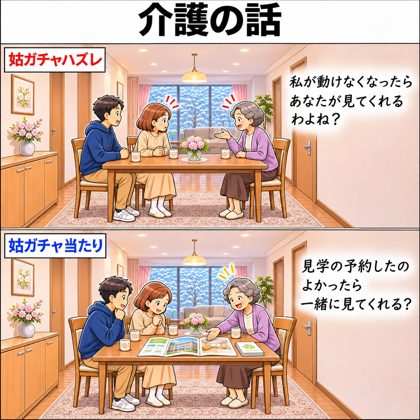 介護の話
姑ガチャハズレ
私が動けなくなったら
あなたが見てくれる
わよね？
姑ガチャ当たり
見学の予約したの
よかったら
一緒に見てくれる？